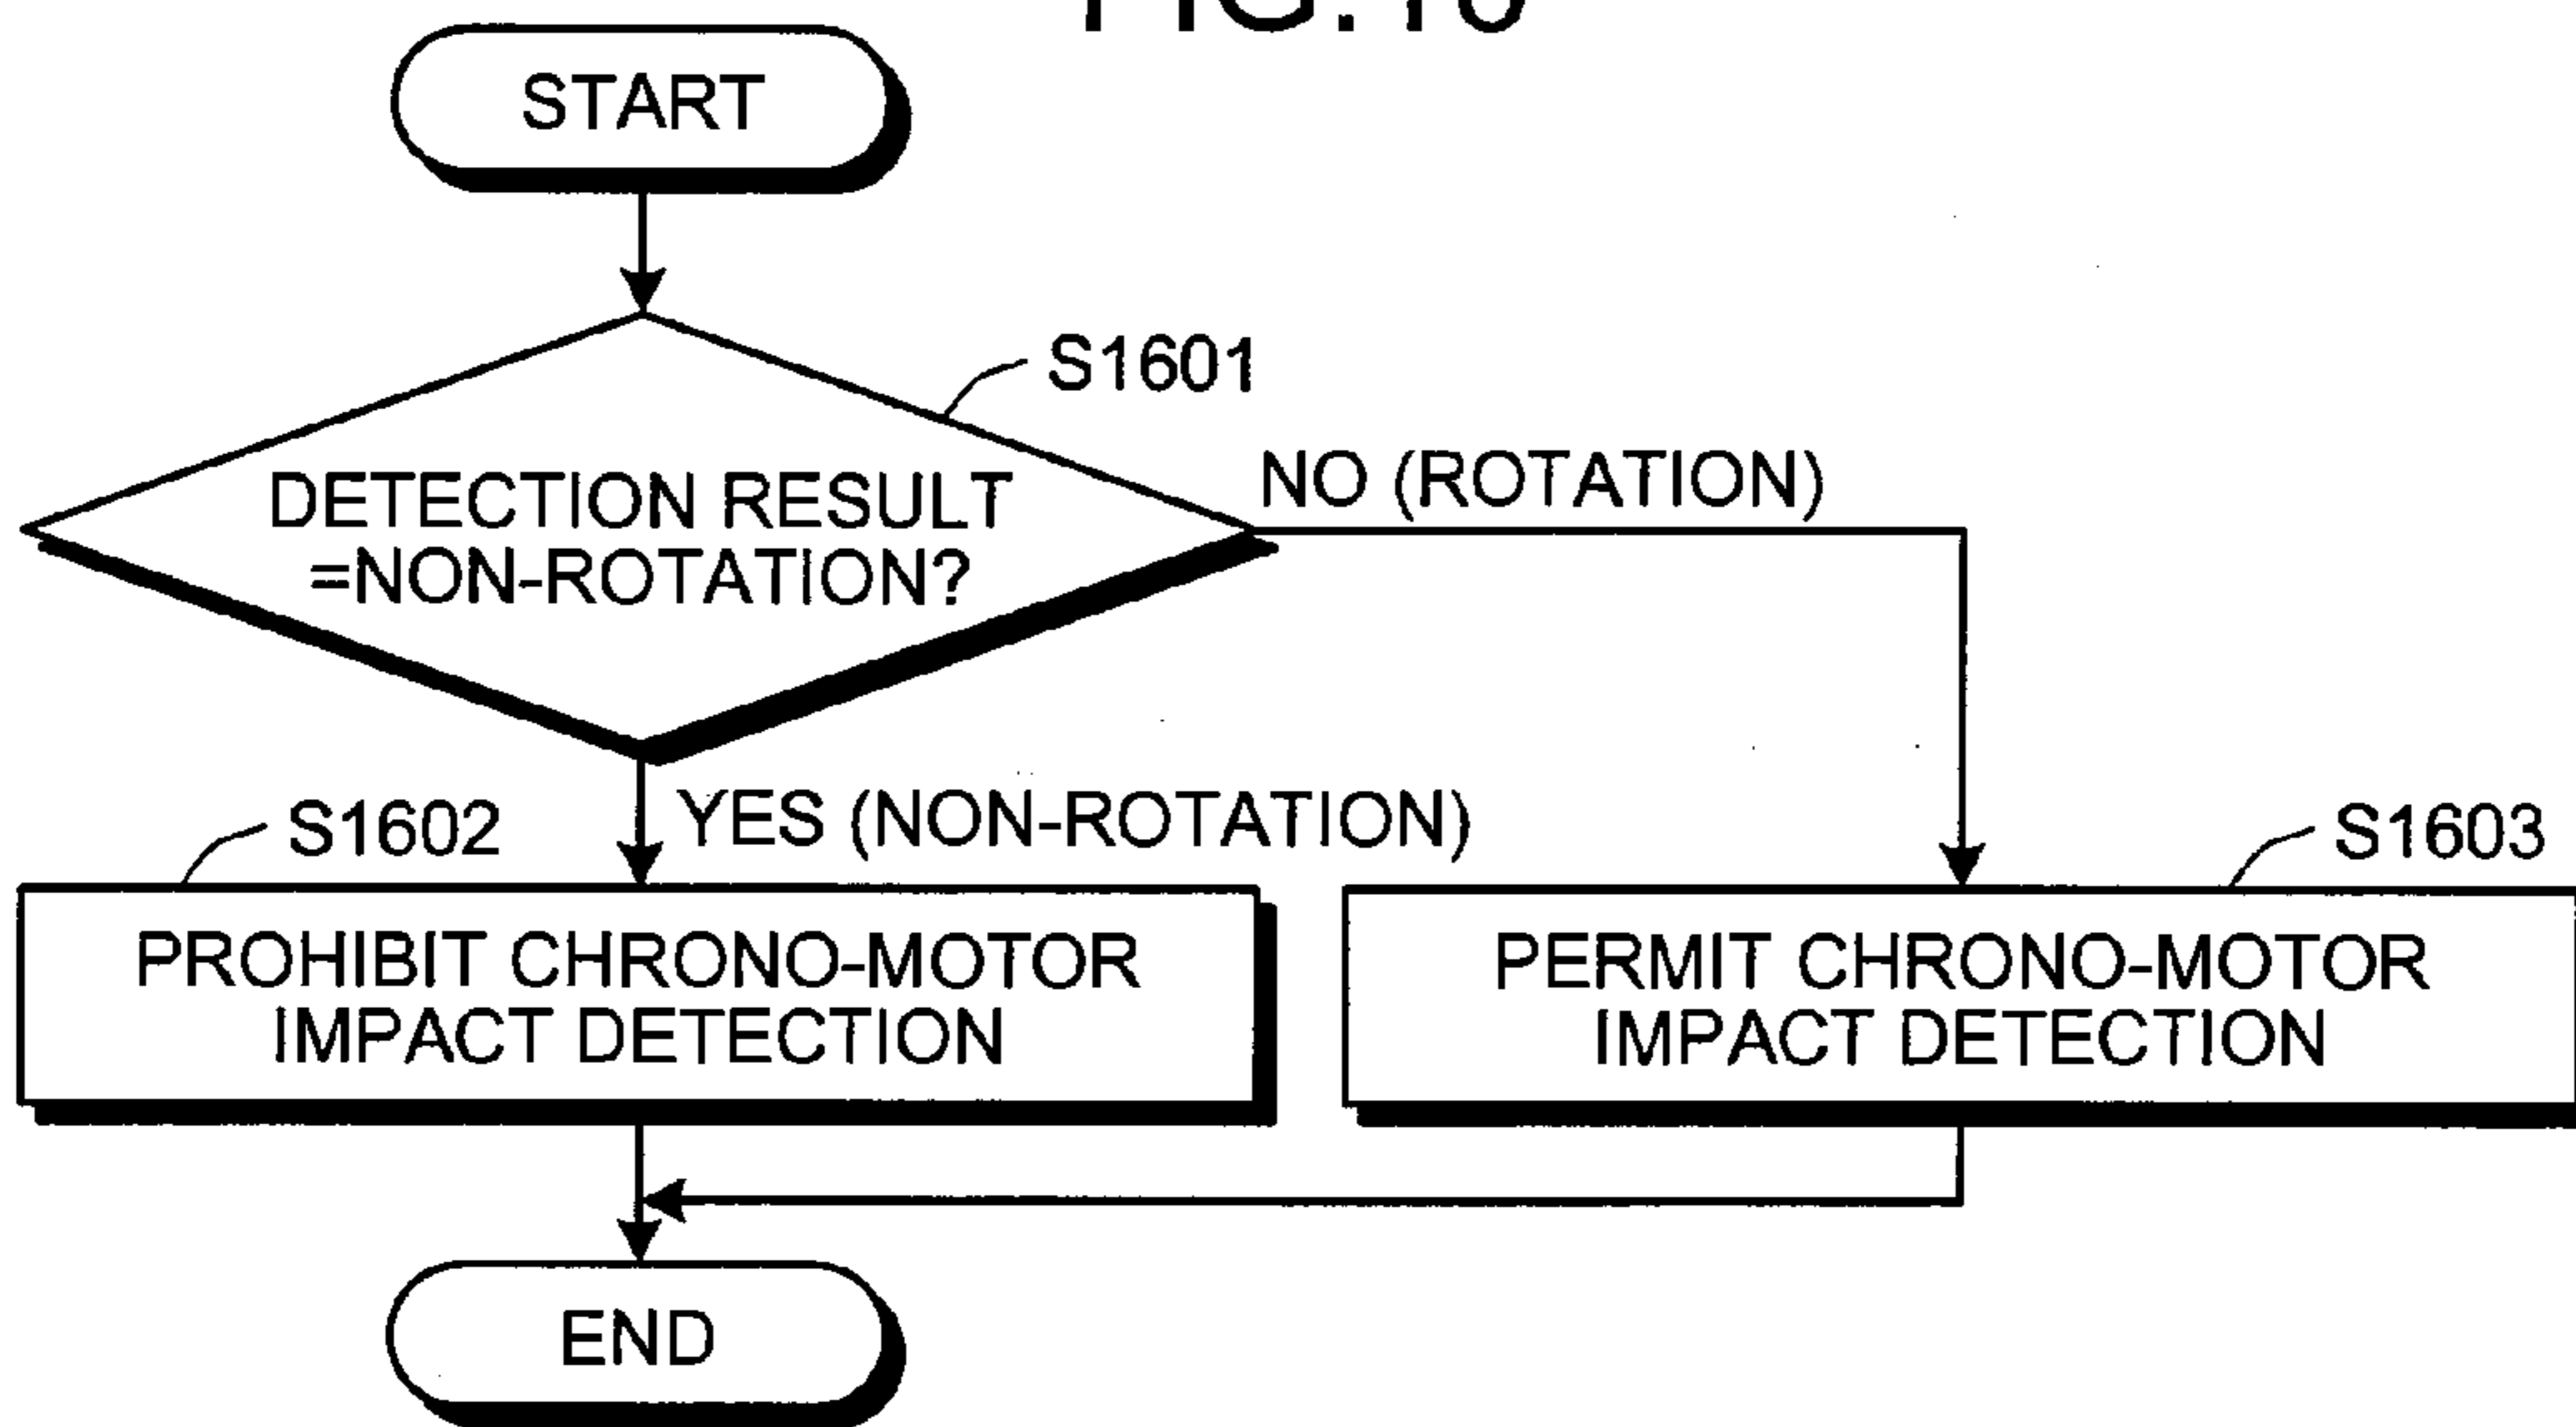 START
S1601
DETECTION RESULT
=NON-ROTATION?
NO (ROTATION)
YES (NON-ROTATION)
S1602
S1603
PROHIBIT CHRONO-MOTOR
IMPACT DETECTION
PERMIT CHRONO-MOTOR
IMPACT DETECTION
END